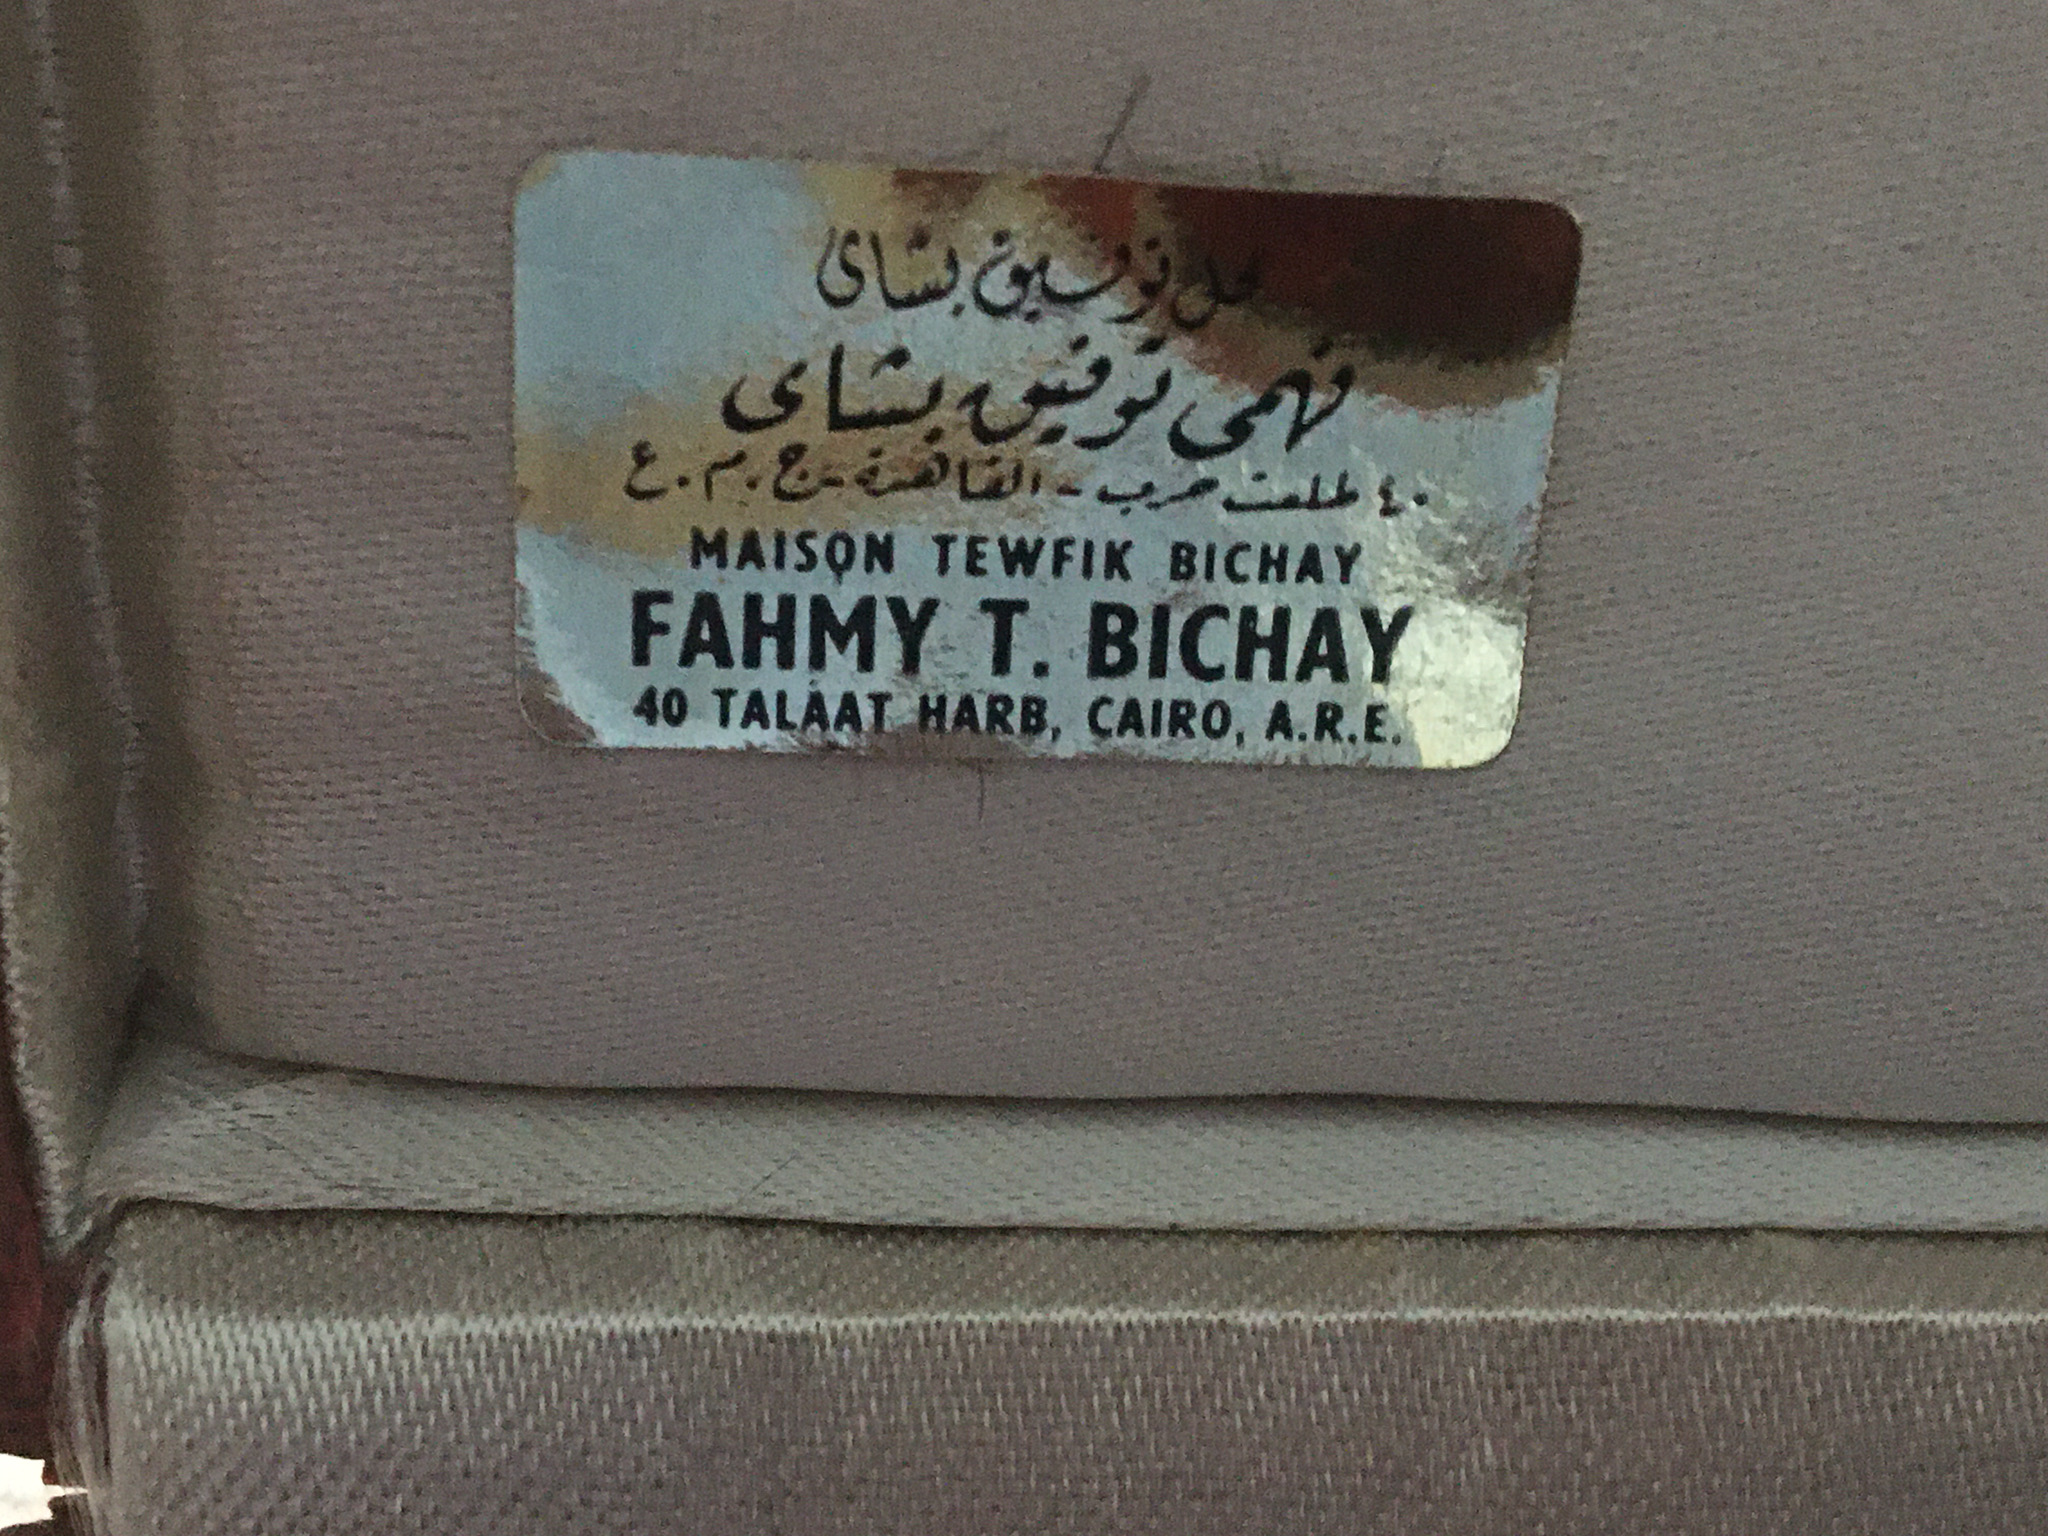 محل توفيق بشاى
فهمى توفيق بشاى
٤٠ طلعت حرب - القاهرة - ج . م . ع
MAISON TEWFIK BICHAY
FAHMY T. BICHAY
40 TALAAT HARB, CAIRO, A.R.E.